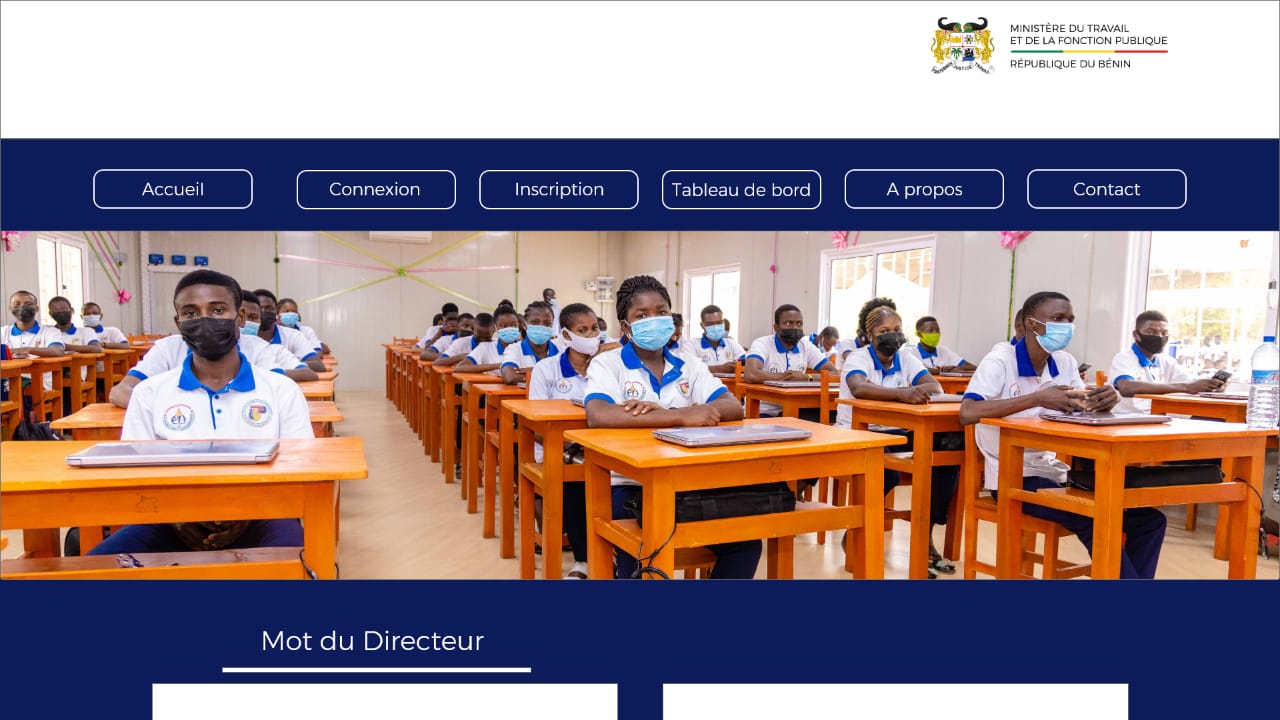 MINISTÈRE DU TRAVAIL
ET DE LA FONCTION PUBLIQUE
RÉPUBLIQUE DU BÉNIN
Accueil
Connexion
Inscription
Tableau de bord
A propos
Contact
Mot du Directeur